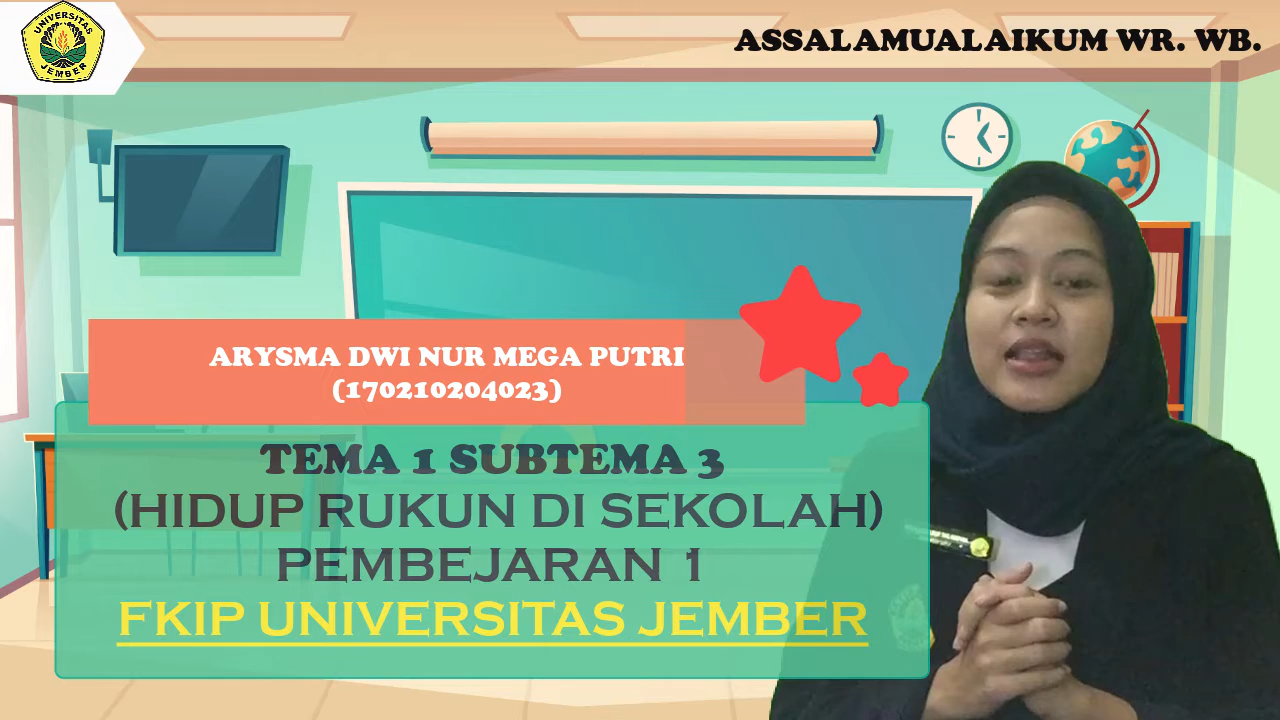 UNIVERSITAS
JEMBER
ASSALAMUALAIKUM WR. WB.
ARYSMA DWI NUR MEGA PUTRI
(170210204023)
TEMA 1 SUBTEMA 3
(HIDUP RUKUN DI SEKOLAH)
PEMBEJARAN 1
FKIP UNIVERSITAS JEMBER